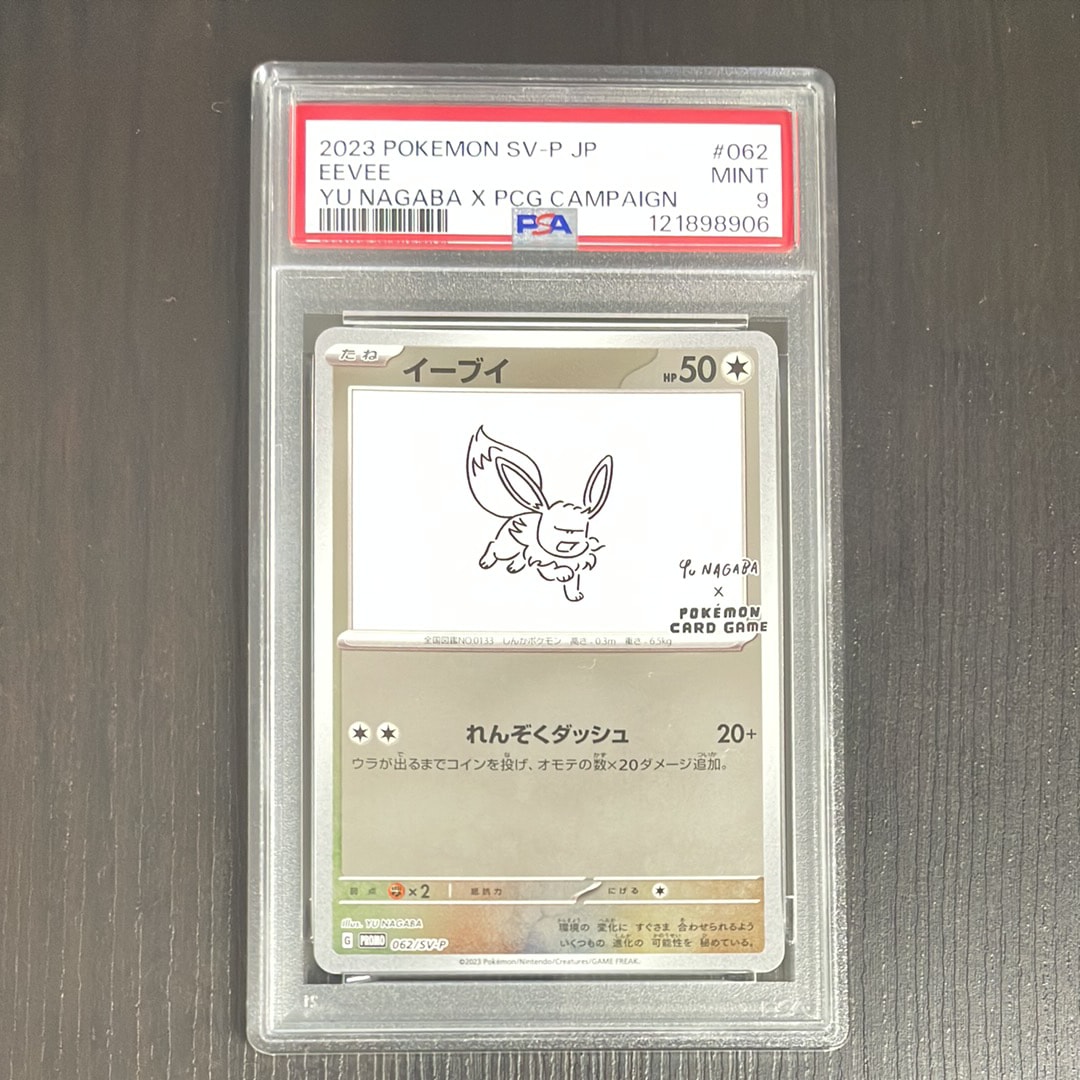 2023 POKEMON SV-P JP #062
EEVEE MINT
YU NAGABA X PCG CAMPAIGN 9
PSA 121898906
たね イーブイ HP 50
YU NAGABA
×
POKÉMON
CARD GAME
全国図鑑NO.0133 しんかポケモン 高さ：0.3m 重さ：6.5kg
れんぞくダッシュ 20+
ウラが出るまでコインを投げ、オモテの数×20ダメージ追加。
弱点 ×2 抵抗力 にげる
Illus. YU NAGABA
環境の 変化に すぐさま 合わせられるよう
いくつもの 進化の 可能性を 秘めている。
G PROMO 062/SV-P
©2023 Pokémon/Nintendo/Creatures/GAME FREAK.